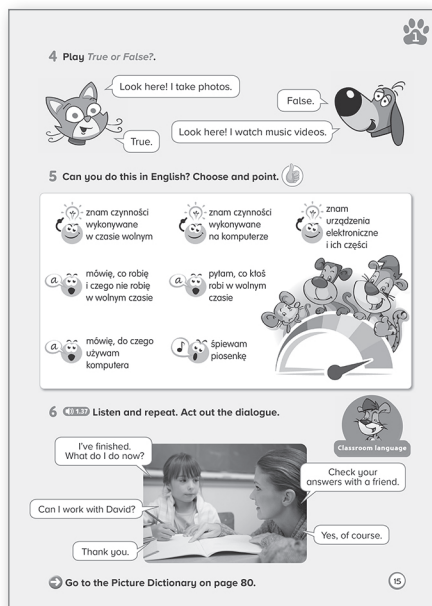 1
4 Play True or False?.
Look here! I take photos.
False.
Look here! I watch music videos.
True.
5 Can you do this in English? Choose and point.
znam czynności
wykonywane
w czasie wolnym
znam czynności
wykonywane
na komputerze
znam
urządzenia
elektroniczne
i ich części
a
mówię, co robię
i czego nie robię
w wolnym czasie
a
pytam, co ktoś
robi w wolnym
czasie
a
mówię, do czego
używam
komputera
śpiewam
piosenkę
6 1.37 Listen and repeat. Act out the dialogue.
Classroom language
I've finished.
What do I do now?
Check your
answers with a friend.
Can I work with David?
Yes, of course.
Thank you.
Go to the Picture Dictionary on page 80.
15